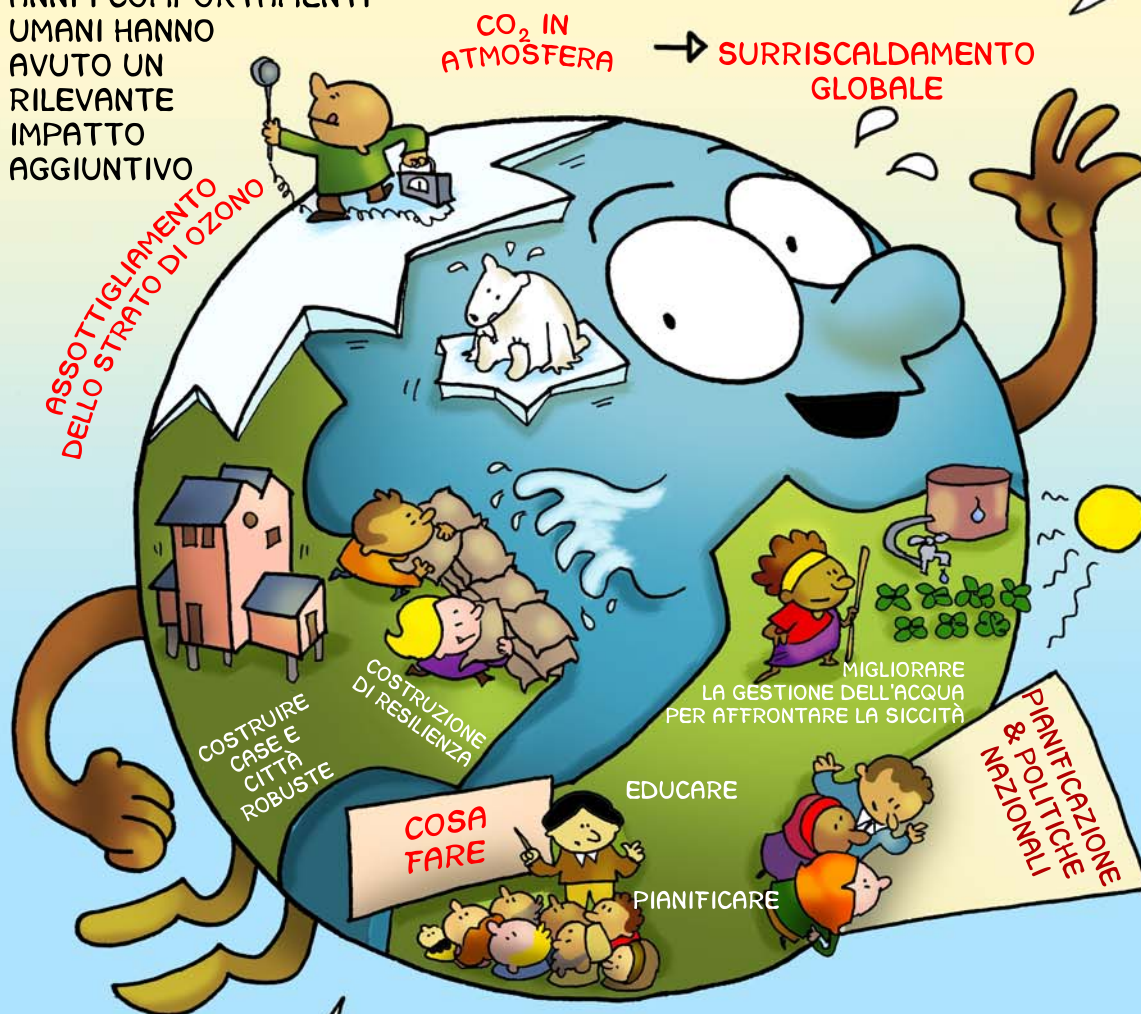 ANNI I COMPORTAMENTI
UMANI HANNO
AVUTO UN
RILEVANTE
IMPATTO
AGGIUNTIVO
CO₂ IN
ATMOSFERA
SURRISCALDAMENTO
GLOBALE
ASSOTTIGLIAMENTO
DELLO STRATO DI OZONO
COSTRUIRE
CASE E
CITTÀ
ROBUSTE
COSTRUZIONE
DI RESILIENZA
MIGLIORARE
LA GESTIONE DELL'ACQUA
PER AFFRONTARE LA SICCITÀ
COSA
FARE
EDUCARE
PIANIFICARE
PIANIFICAZIONE
& POLITICHE
NAZIONALI